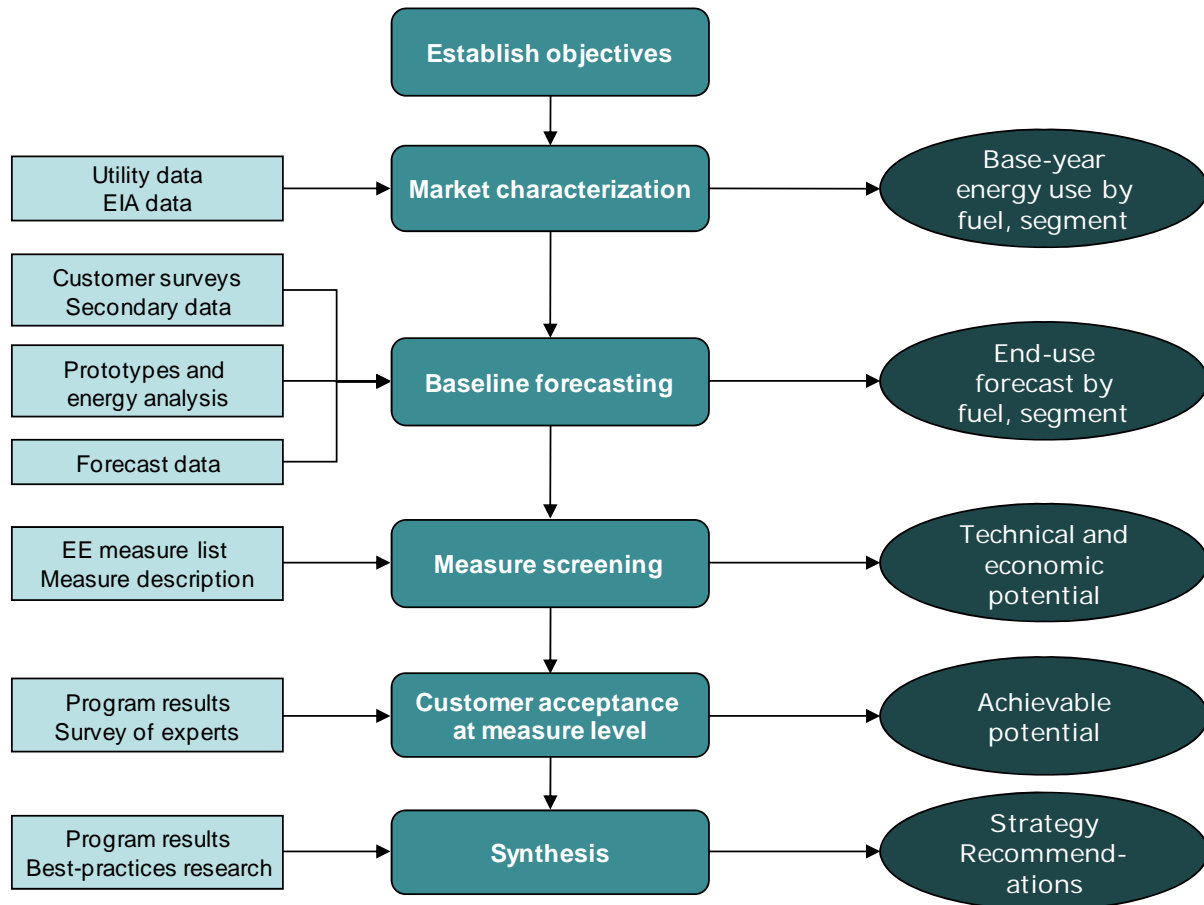 Establish objectives
Utility data
EIA data
Market characterization
Base-year
energy use by
fuel, segment
Customer surveys
Secondary data
Prototypes and
energy analysis
Forecast data
Baseline forecasting
End-use
forecast by
fuel, segment
EE measure list
Measure description
Measure screening
Technical and
economic
potential
Program results
Survey of experts
Customer acceptance
at measure level
Achievable
potential
Program results
Best-practices research
Synthesis
Strategy
Recommend-
ations